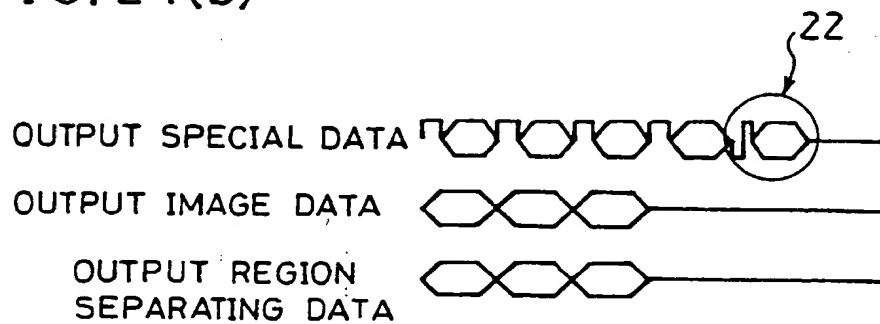 22
OUTPUT SPECIAL DATA
OUTPUT IMAGE DATA
OUTPUT REGION
SEPARATING DATA